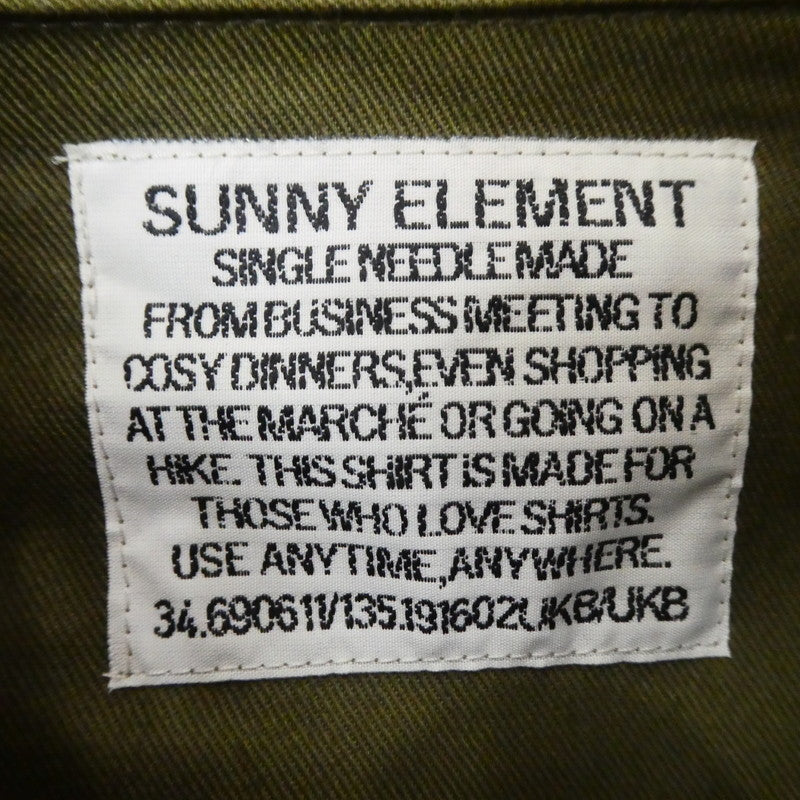 SUNNY ELEMENT
SINGLE NEEDLE MADE
FROM BUSINESS MEETING TO
COSY DINNERS,EVEN SHOPPING
AT THE MARCHÉ OR GOING ON A
HIKE. THIS SHIRT IS MADE FOR
THOSE WHO LOVE SHIRTS.
USE ANYTIME,ANYWHERE.
34.690611/135.191602UKB/UKB